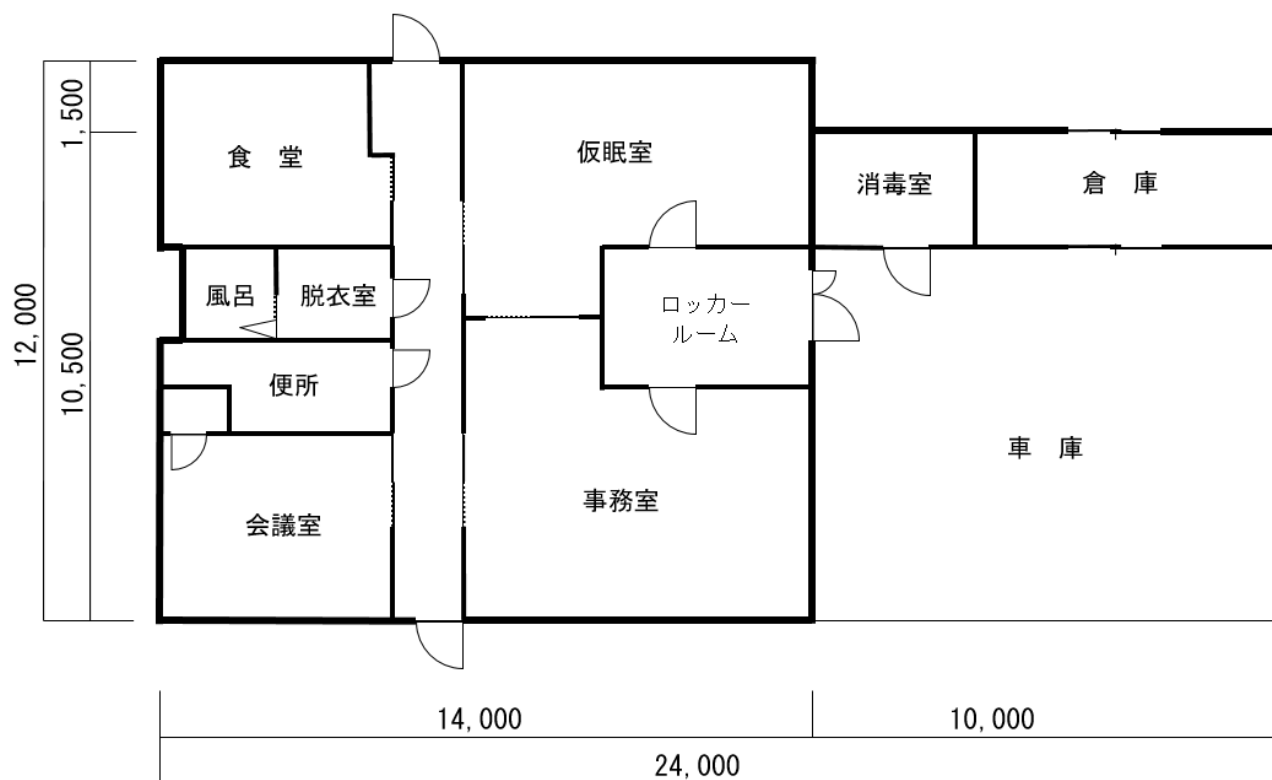 1,500
食　堂
仮眠室
消毒室
倉　庫
12,000
10,500
風呂
脱衣室
ロッカー
ルーム
便所
車　庫
会議室
事務室
14,000
10,000
24,000